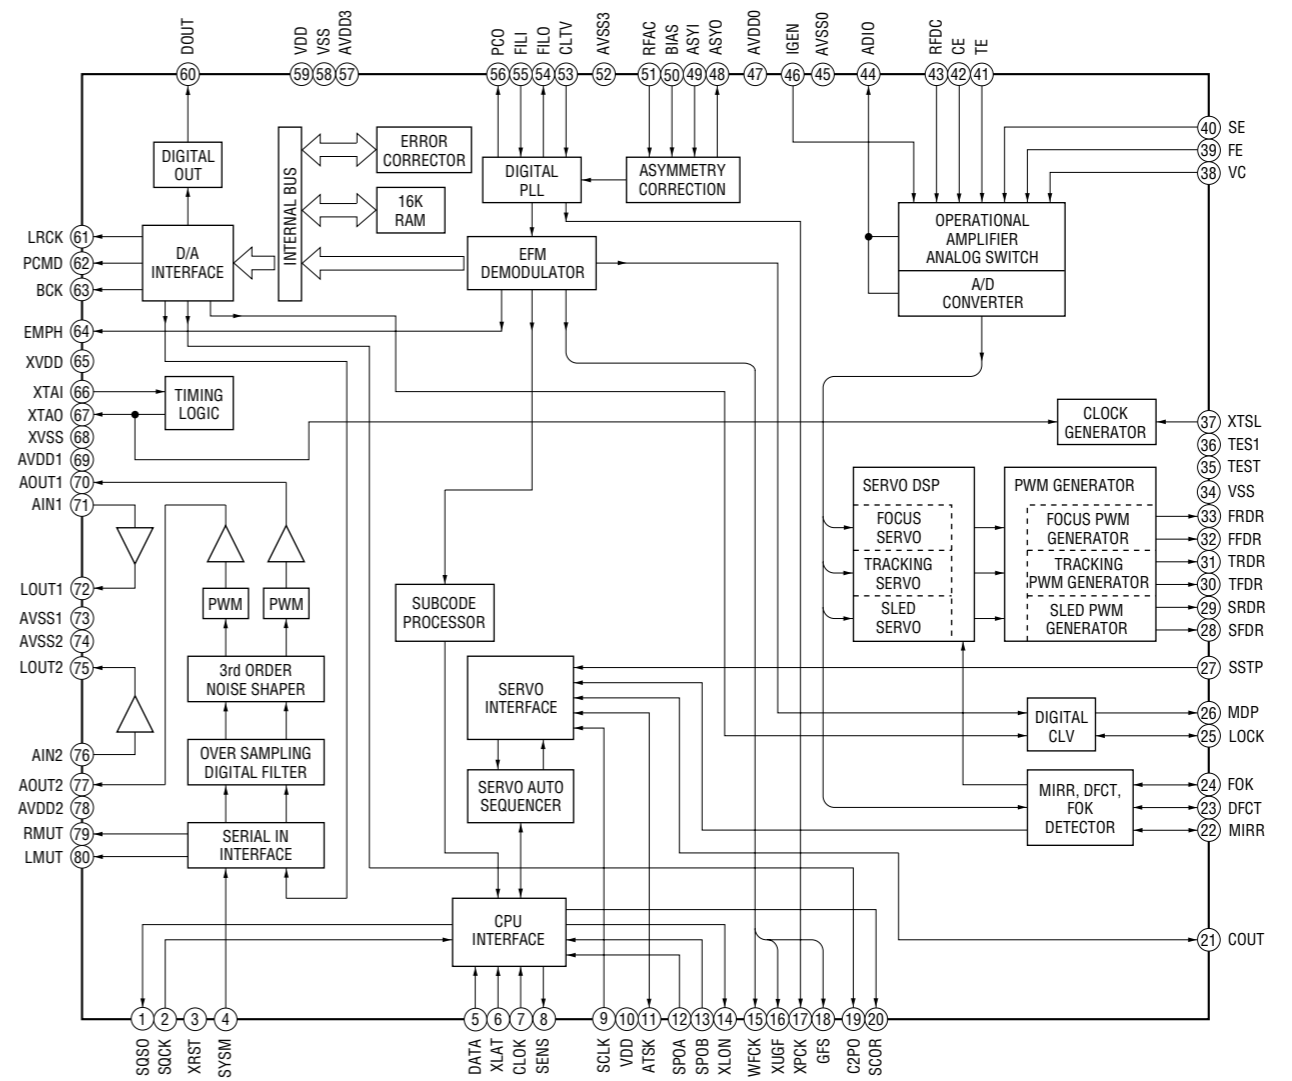 DOUT
VDD
VSS
AVDD3
PCO
FILI
FILO
CLTV
AVSS3
RFAC
BIAS
ASYI
ASYO
AVDD0
IGEN
AVSS0
ADIO
RFDC
CE
TE
60
59
58
57
56
55
54
53
52
51
50
49
48
47
46
45
44
43
42
41
40 SE
39 FE
38 VC
DIGITAL
OUT
INTERNAL BUS
ERROR
CORRECTOR
16K
RAM
DIGITAL
PLL
ASYMMETRY
CORRECTION
OPERATIONAL
AMPLIFIER
ANALOG SWITCH
A/D
CONVERTER
LRCK 61
PCMD 62
BCK 63
D/A
INTERFACE
EFM
DEMODULATOR
EMPH 64
XVDD 65
XTAI 66
XTAO 67
XVSS 68
AVDD1 69
AOUT1 70
AIN1 71
TIMING
LOGIC
CLOCK
GENERATOR
37 XTSL
36 TES1
35 TEST
34 VSS
33 FRDR
32 FFDR
31 TRDR
30 TFDR
29 SRDR
28 SFDR
27 SSTP
SERVO DSP
FOCUS
SERVO
TRACKING
SERVO
SLED
SERVO
PWM GENERATOR
FOCUS PWM
GENERATOR
TRACKING
PWM GENERATOR
SLED PWM
GENERATOR
LOUT1 72
AVSS1 73
AVSS2 74
LOUT2 75
PWM
PWM
SUBCODE
PROCESSOR
3rd ORDER
NOISE SHAPER
SERVO
INTERFACE
DIGITAL
CLV
26 MDP
25 LOCK
AIN2 76
AOUT2 77
AVDD2 78
RMUT 79
LMUT 80
OVER SAMPLING
DIGITAL FILTER
SERVO AUTO
SEQUENCER
MIRR, DFCT,
FOK
DETECTOR
24 FOK
23 DFCT
22 MIRR
SERIAL IN
INTERFACE
CPU
INTERFACE
21 COUT
1
2
3
4
5
6
7
8
9
10
11
12
13
14
15
16
17
18
19
20
SQSO
SQCK
XRST
SYSM
DATA
XLAT
CLOK
SENS
SCLK
VDD
ATSK
SPOA
SPOB
XLON
WFCK
XUGF
XPCK
GFS
C2PO
SCOR